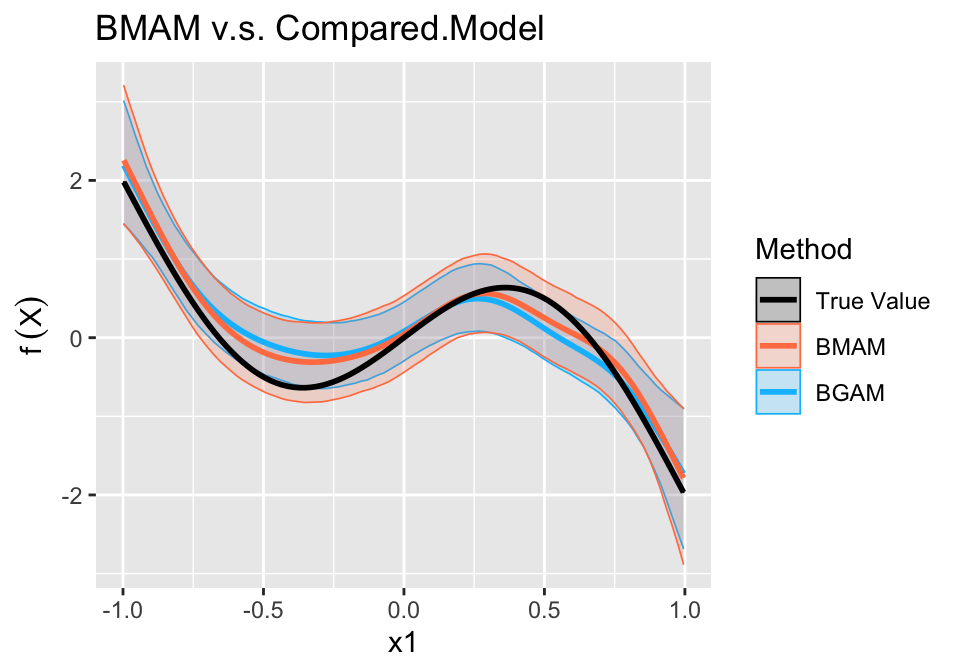 BMAM v.s. Compared.Model
f (X)
2
0
-2
-1.0 -0.5 0.0 0.5 1.0
x1
Method
True Value
BMAM
BGAM